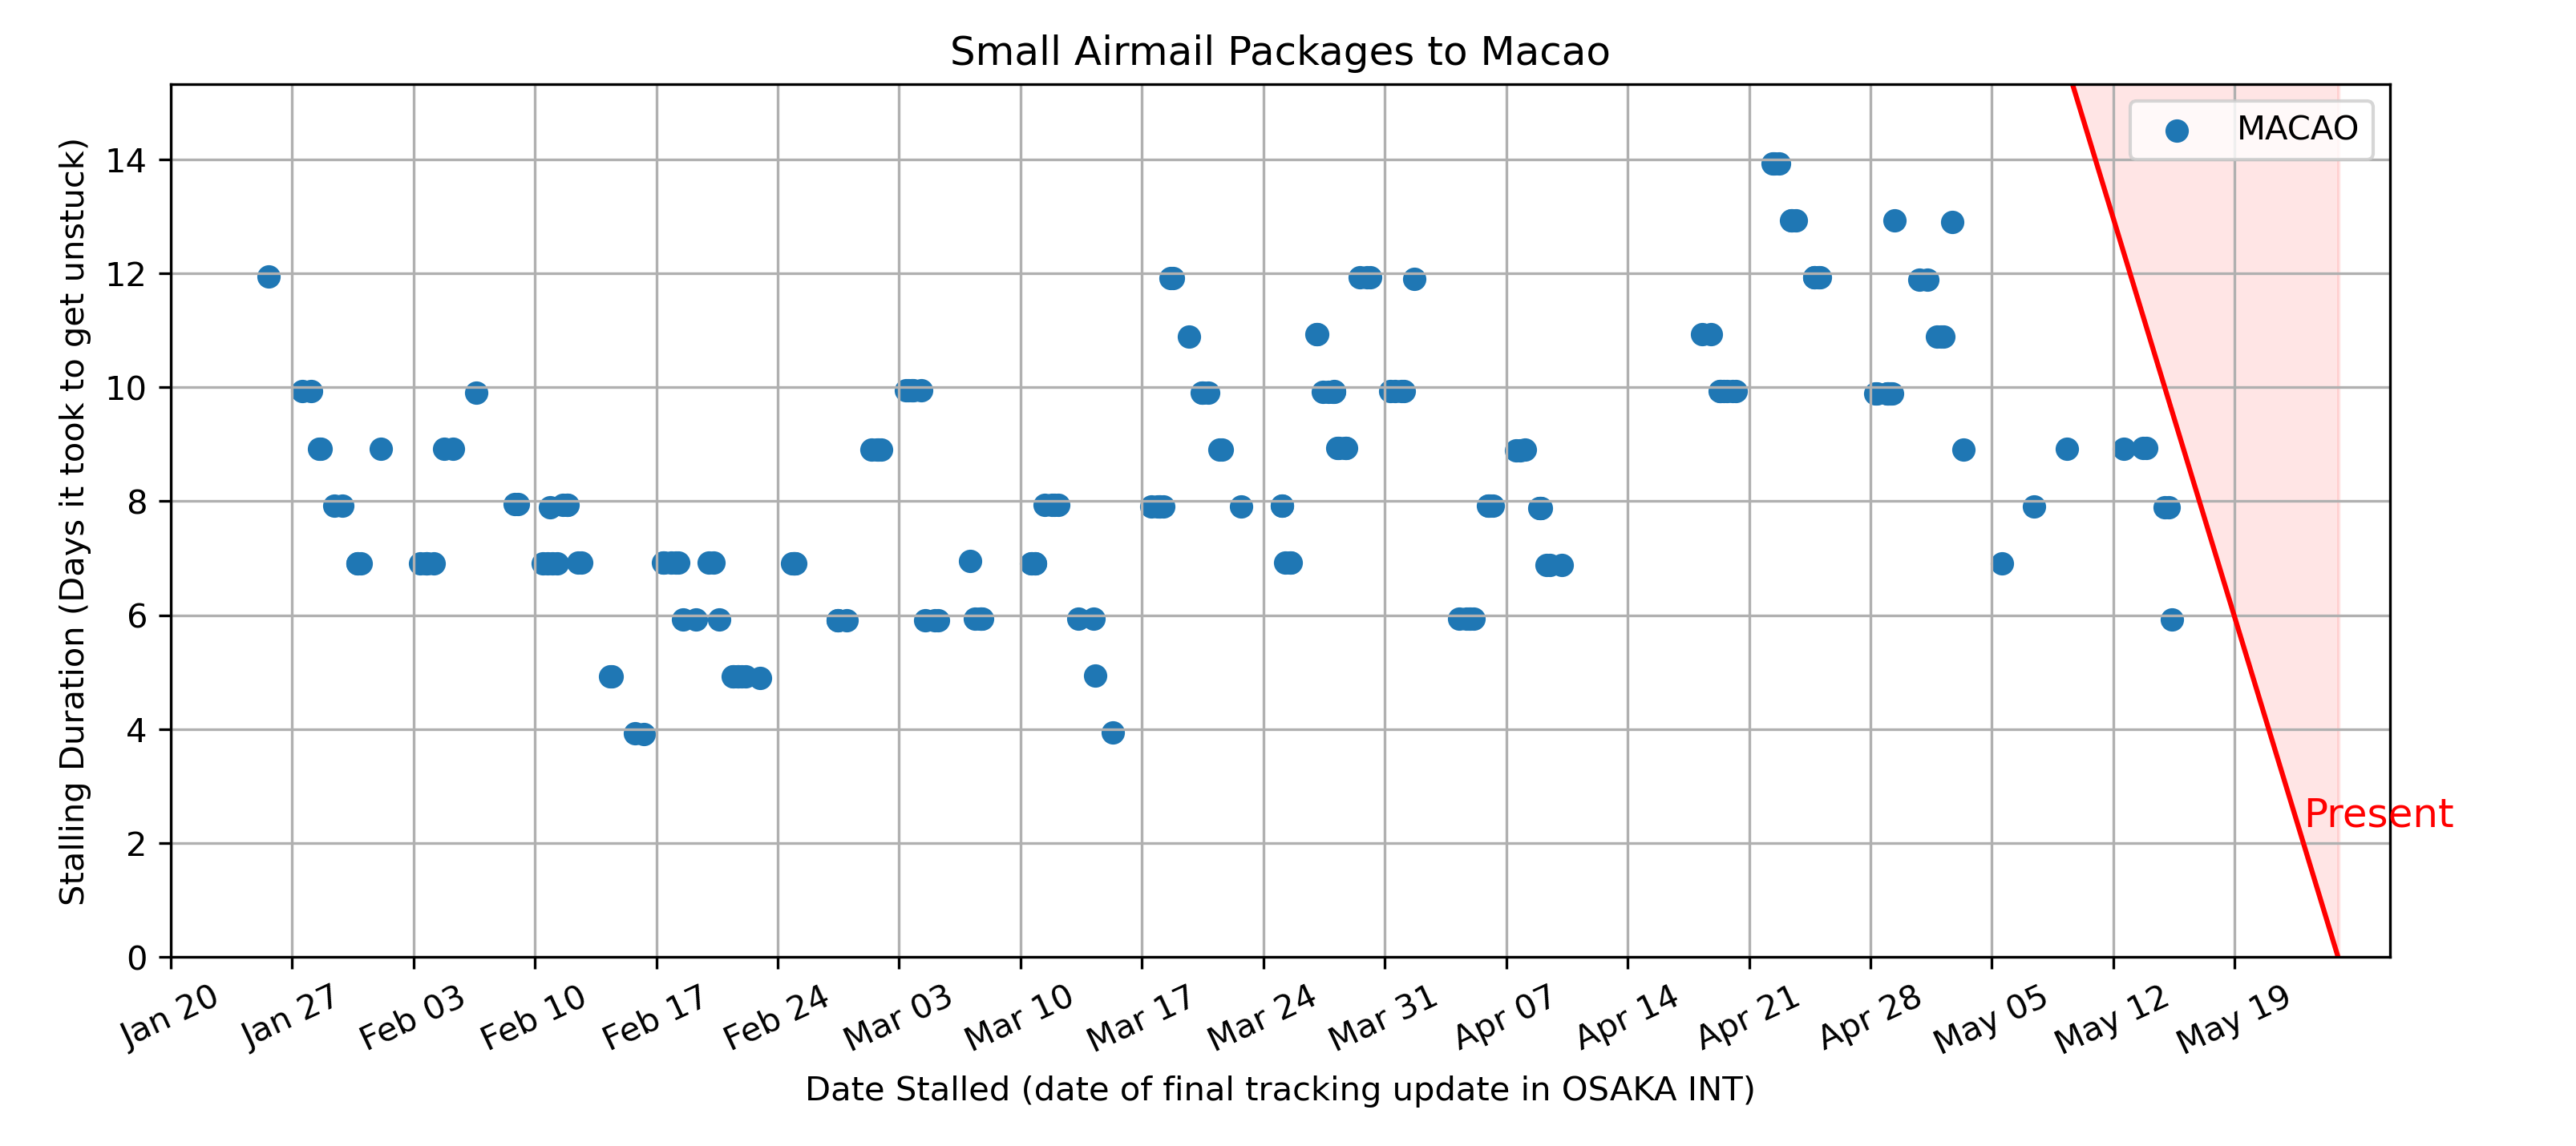 Small Airmail Packages to Macao
MACAO
Stalling Duration (Days it took to get unstuck)
14
12
10
8
6
4
2
0
Present
Jan 20
Jan 27
Feb 03
Feb 10
Feb 17
Feb 24
Mar 03
Mar 10
Mar 17
Mar 24
Mar 31
Apr 07
Apr 14
Apr 21
Apr 28
May 05
May 12
May 19
Date Stalled (date of final tracking update in OSAKA INT)